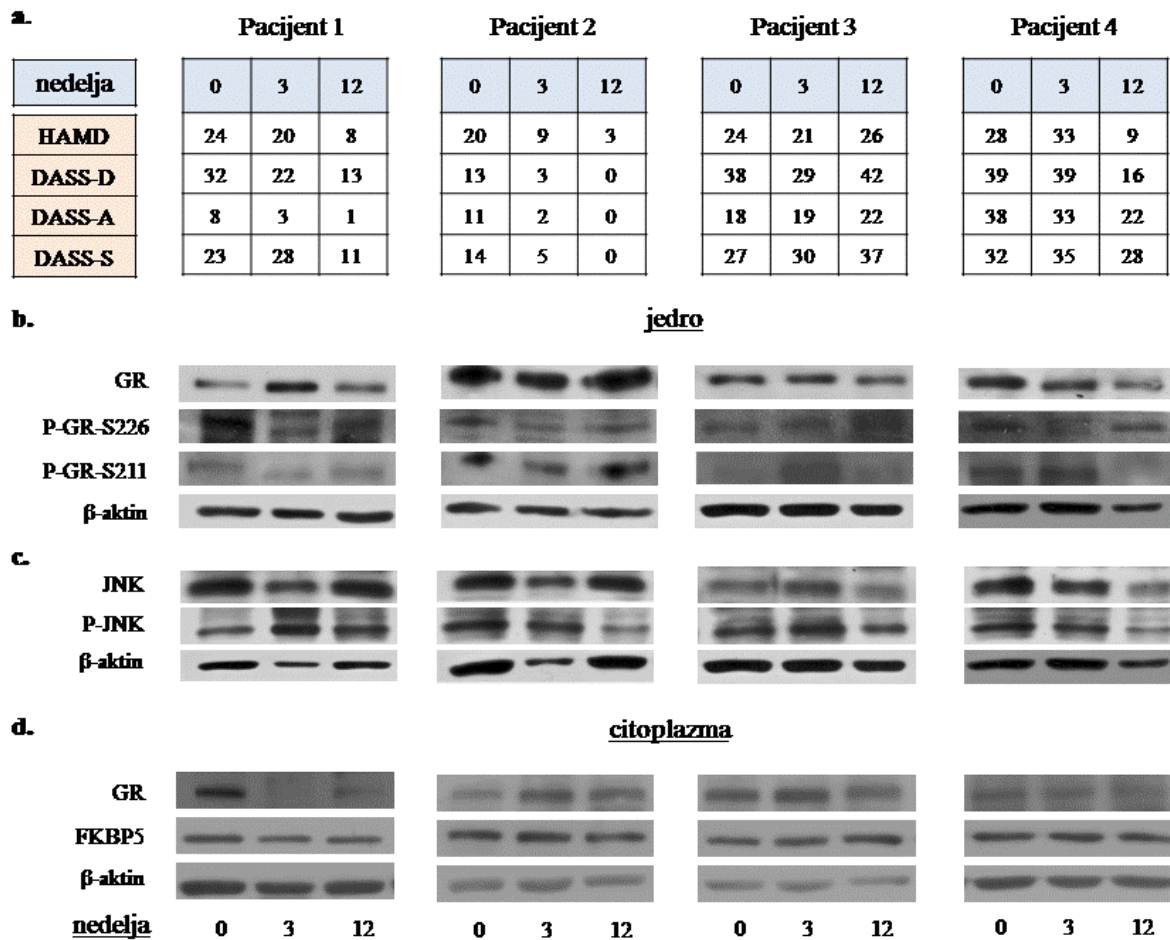 a. Pacijent 1 Pacijent 2 Pacijent 3 Pacijent 4
nedelja 0 3 12 0 3 12 0 3 12 0 3 12
HAMD 24 20 8 20 9 3 24 21 26 28 33 9
DASS-D 32 22 13 13 3 0 38 29 42 39 39 16
DASS-A 8 3 1 11 2 0 18 19 22 38 33 22
DASS-S 23 28 11 14 5 0 27 30 37 32 35 28
b. jedro
GR
P-GR-S226
P-GR-S211
β-aktin
c.
JNK
P-JNK
β-aktin
d. citoplazma
GR
FKBP5
β-aktin
nedelja 0 3 12 0 3 12 0 3 12 0 3 12